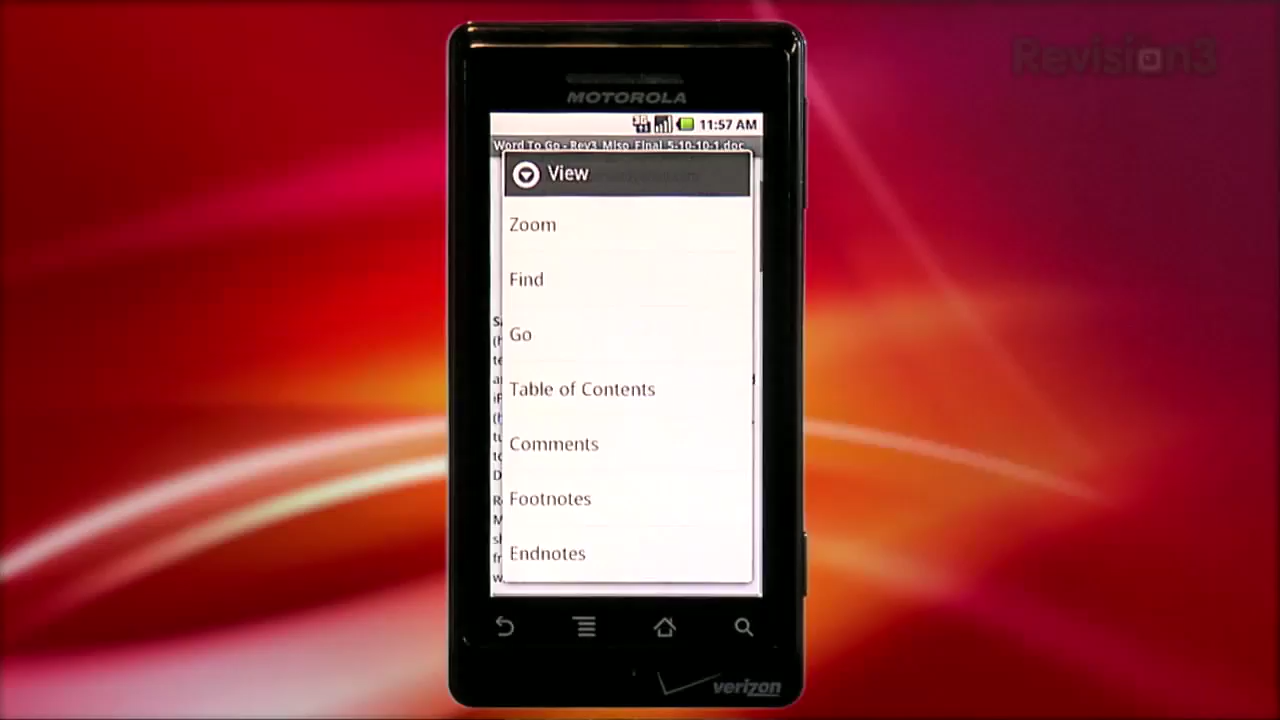 Revision3
MOTOROLA
3G
11:57 AM
Word To Go - Rev3_Miso_Final_5-10-10-1.doc
View
Zoom
Find
Go
Table of Contents
Comments
Footnotes
Endnotes
verizon